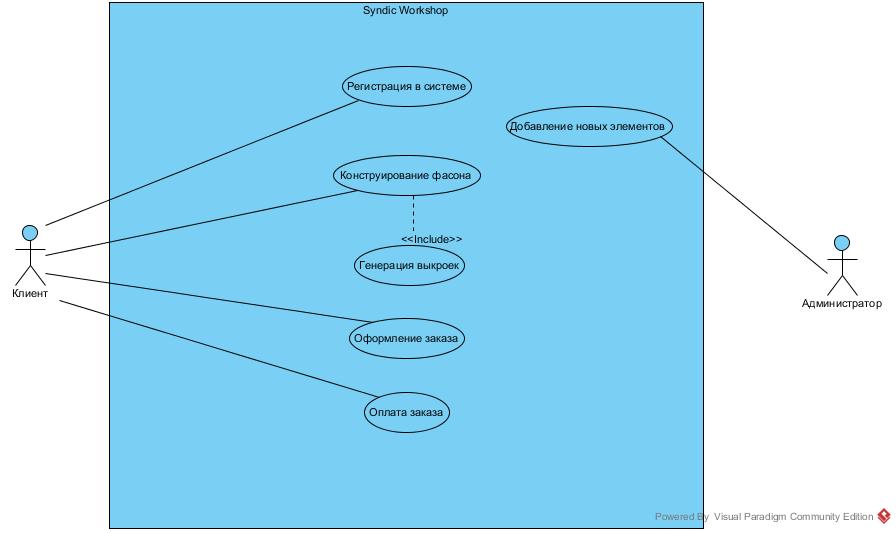 Syndic Workshop
Регистрация в системе
Добавление новых элементов
Конструирование фасона
<<Include>>
Генерация выкроек
Клиент
Администратор
Оформление заказа
Оплата заказа
Powered By Visual Paradigm Community Edition